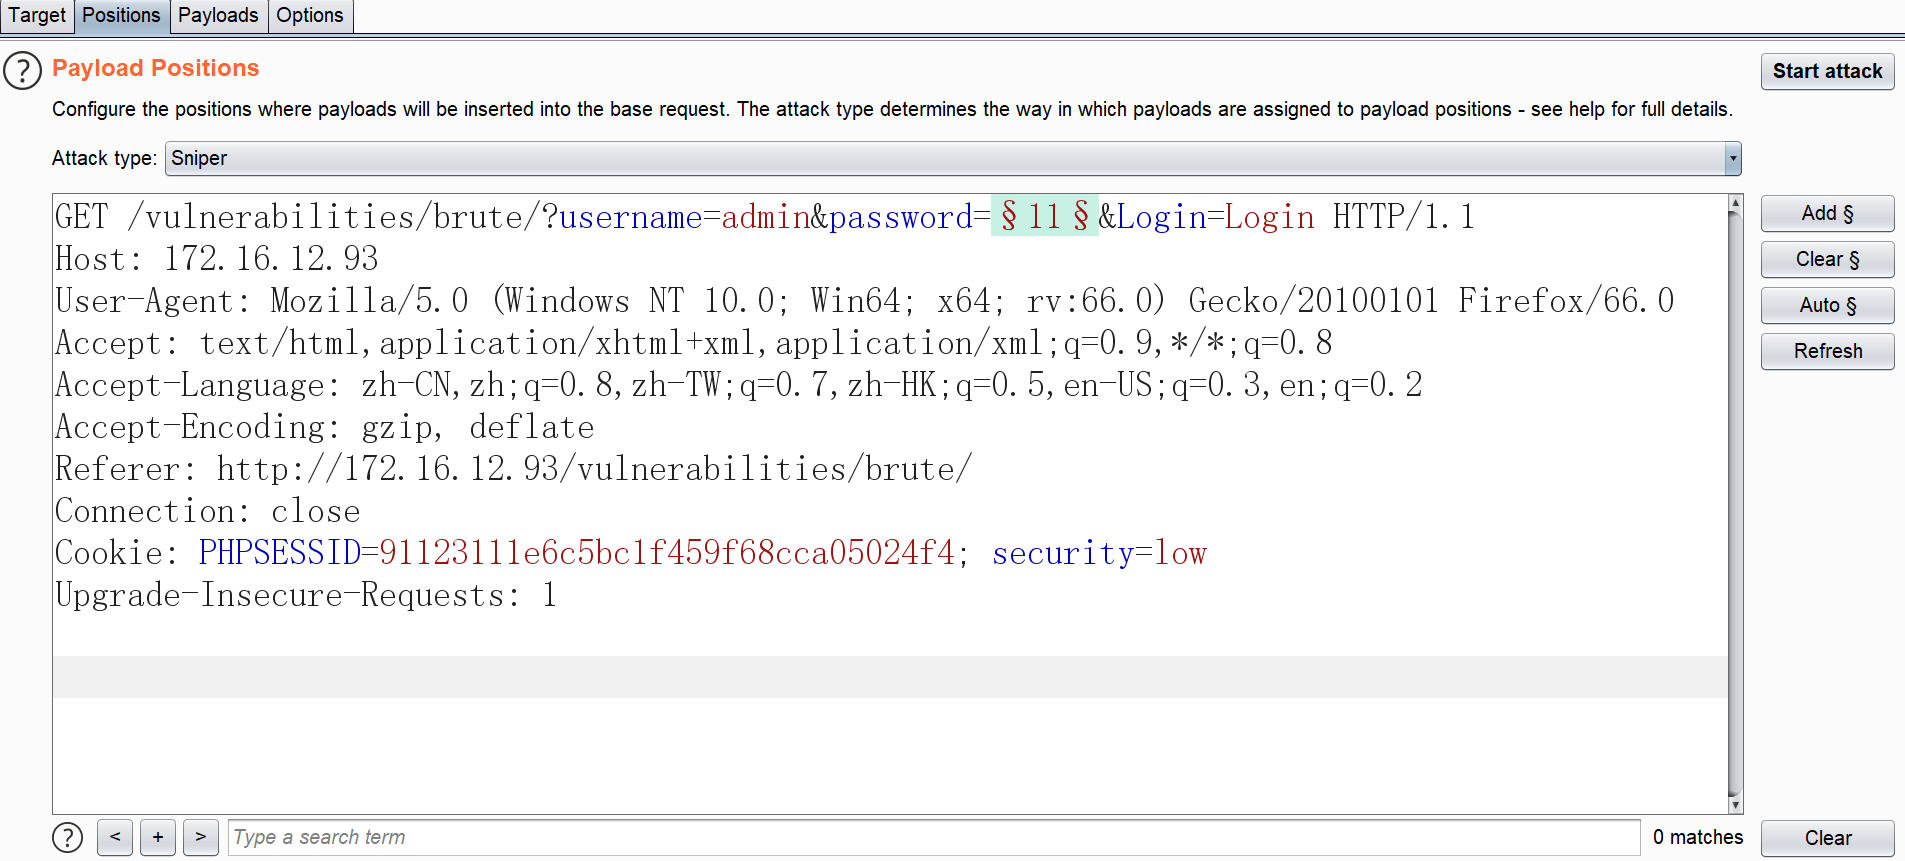 Target Positions Payloads Options
? Payload Positions
Start attack
Configure the positions where payloads will be inserted into the base request. The attack type determines the way in which payloads are assigned to payload positions - see help for full details.
Attack type: Sniper
GET /vulnerabilities/brute/?username=admin&password=§11§&Login=Login HTTP/1.1
Host: 172.16.12.93
User-Agent: Mozilla/5.0 (Windows NT 10.0; Win64; x64; rv:66.0) Gecko/20100101 Firefox/66.0
Accept: text/html,application/xhtml+xml,application/xml;q=0.9,*/*;q=0.8
Accept-Language: zh-CN,zh;q=0.8,zh-TW;q=0.7,zh-HK;q=0.5,en-US;q=0.3,en;q=0.2
Accept-Encoding: gzip, deflate
Referer: http://172.16.12.93/vulnerabilities/brute/
Connection: close
Cookie: PHPSESSID=91123111e6c5bc1f459f68cca05024f4; security=low
Upgrade-Insecure-Requests: 1
Add §
Clear §
Auto §
Refresh
? < + > Type a search term 0 matches Clear